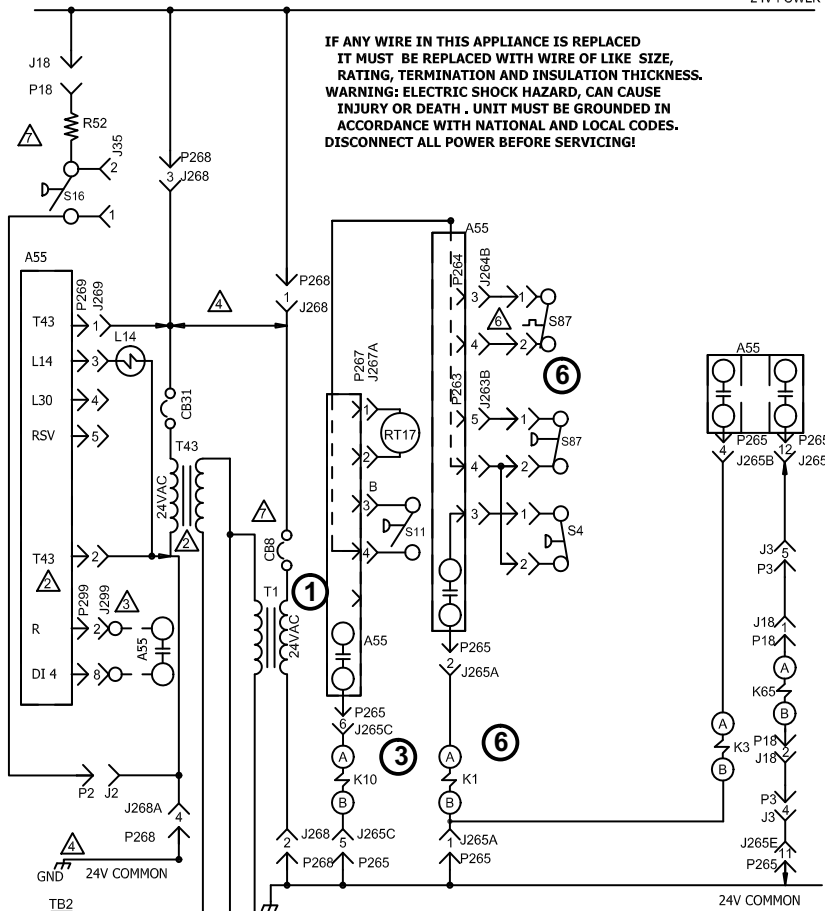 24V POWER
IF ANY WIRE IN THIS APPLIANCE IS REPLACED
IT MUST BE REPLACED WITH WIRE OF LIKE SIZE,
RATING, TERMINATION AND INSULATION THICKNESS.
WARNING: ELECTRIC SHOCK HAZARD, CAN CAUSE
INJURY OR DEATH . UNIT MUST BE GROUNDED IN
ACCORDANCE WITH NATIONAL AND LOCAL CODES.
DISCONNECT ALL POWER BEFORE SERVICING!
J18
P18
R52
7
J35
2
S16
1
P268
3 J268
A55
P269
J269
T43
1
L14
L14
3
L30
4
RSV
5
T43
2
2
P299
J299
3
R
2
A55
DI 4
8
4
P268
1
J268
CB31
T43
24VAC
2
7
CB8
T1
24VAC
1
P267
J267A
1
RT17
2
B
3
S11
4
A55
P265
6
J265C
A
3
K10
B
J265C
5
P265
A55
P264
J264B
3
1
6
S87
4
2
6
P263
J263B
5
1
S87
4
2
3
1
S4
2
P265
2
J265A
A
6
K1
B
J265A
1
P265
A55
P265
4
J265B
P265
12
J265
J3
5
P3
J18
1
P18
A
K65
B
P18
2
J18
A
K3
B
P3
4
J3
J265E
11
P265
P2
J2
J268A
4
P268
J268
2
P268
4
GND
24V COMMON
24V COMMON
TB2